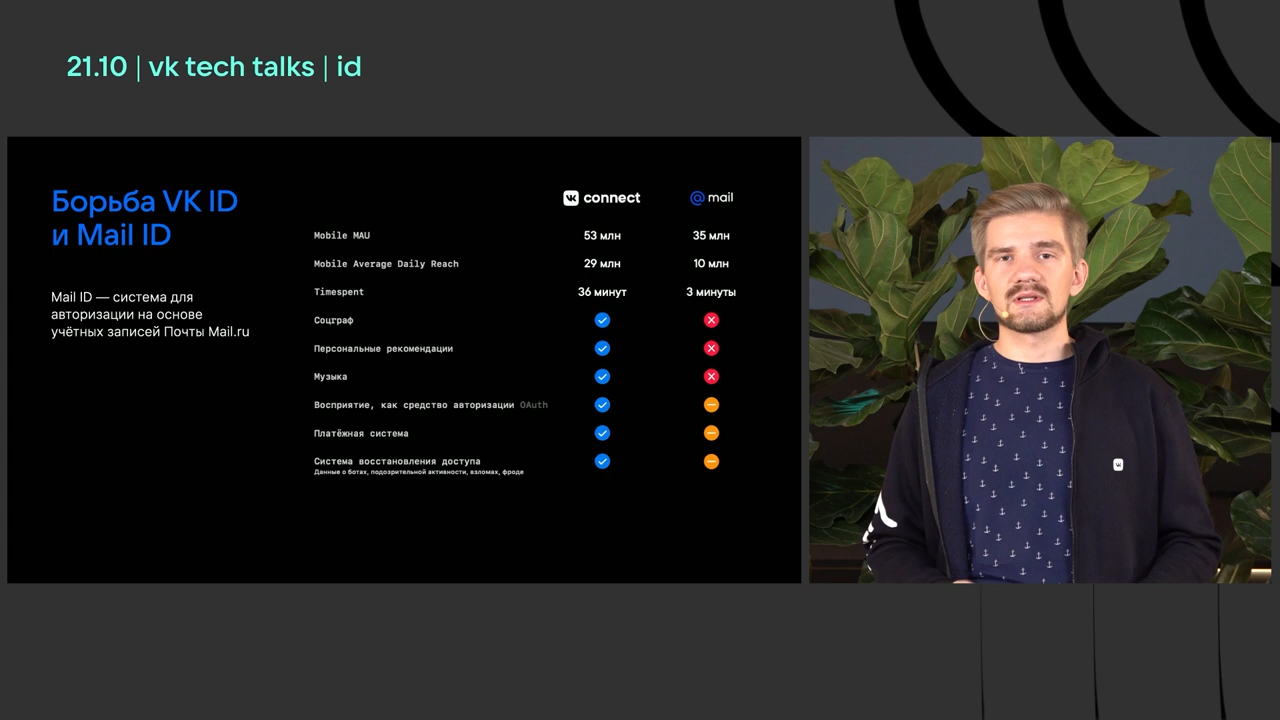 21.10 | vk tech talks | id
Борьба VK ID
и Mail ID
Mail ID — система для
авторизации на основе
учётных записей Почты Mail.ru
connect
@mail
Mobile MAU 53 млн 35 млн
Mobile Average Daily Reach 29 млн 10 млн
Timespent 36 минут 3 минуты
Соцграф
Персональные рекомендации
Музыка
Восприятие, как средство авторизации OAuth
Платёжная система
Система восстановления доступа
Данные о ботах, подозрительной активности, взломах, фроде